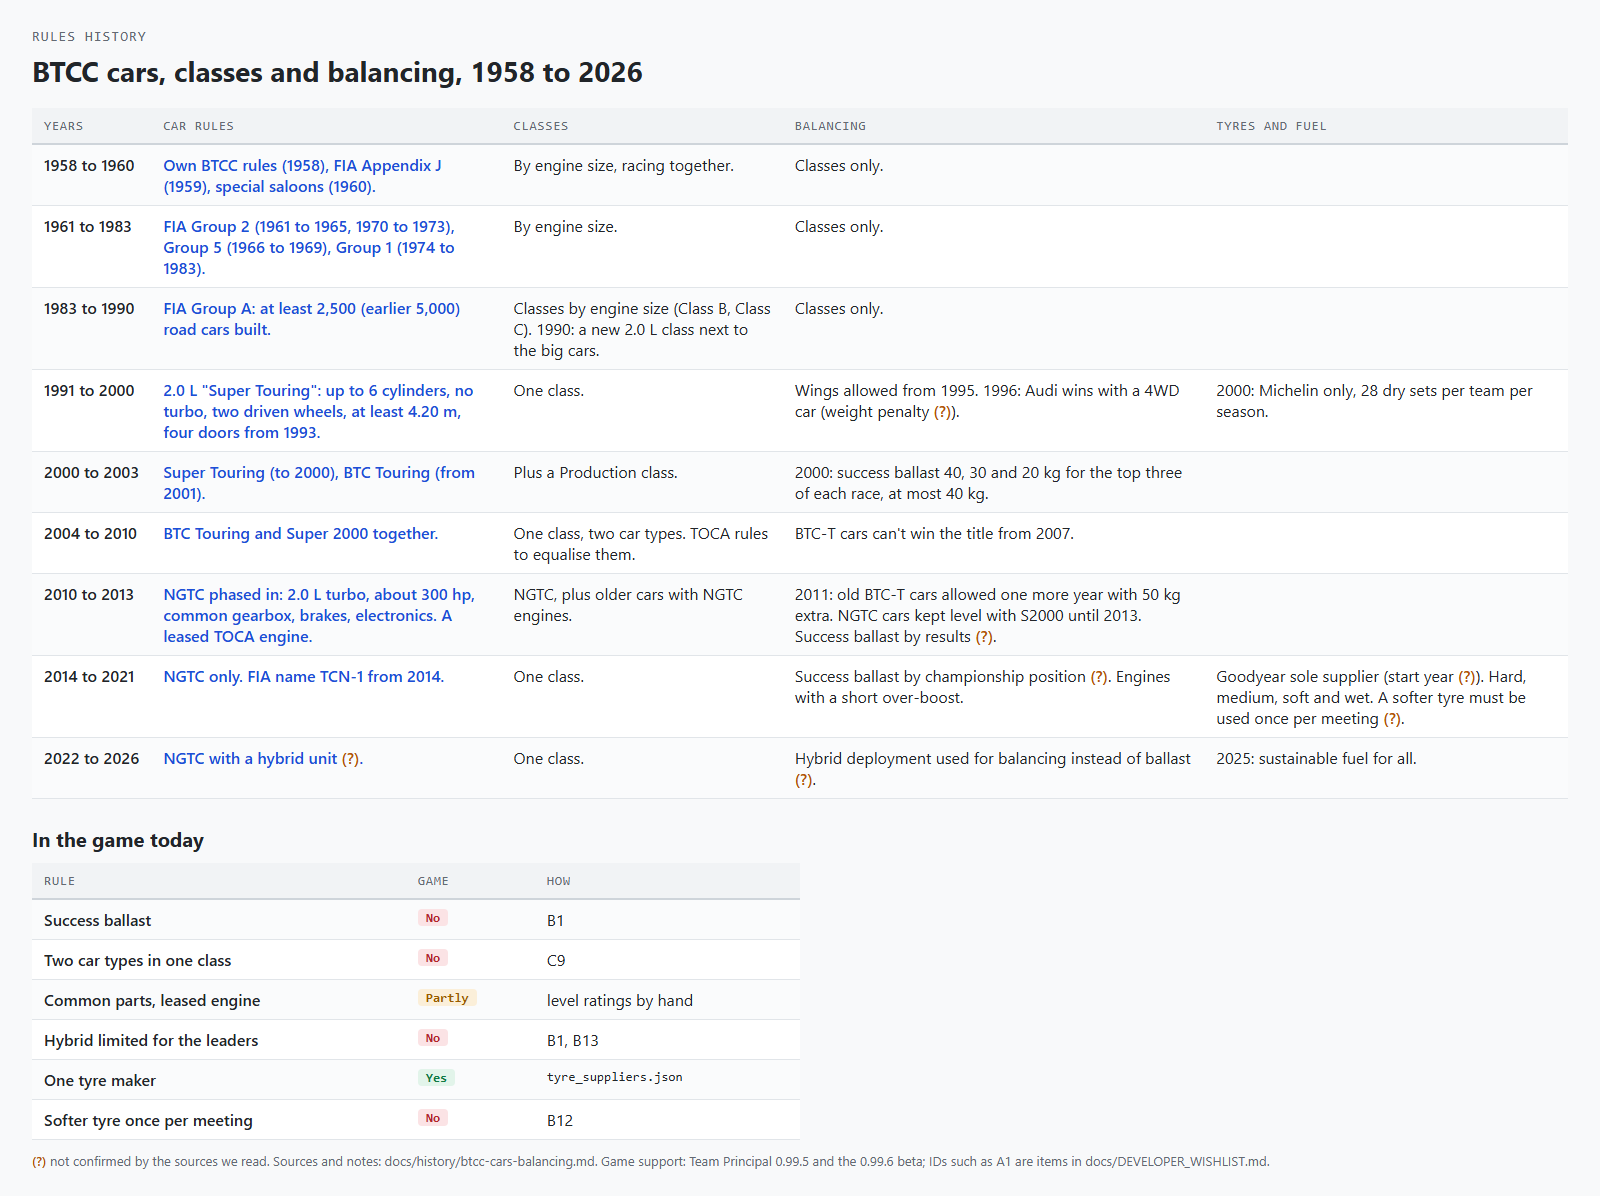 RULES HISTORY
BTCC cars, classes and balancing, 1958 to 2026
YEARS CAR RULES CLASSES BALANCING TYRES AND FUEL
1958 to 1960 Own BTCC rules (1958), FIA Appendix J By engine size, racing together. Classes only.
(1959), special saloons (1960).
1961 to 1983 FIA Group 2 (1961 to 1965, 1970 to 1973), By engine size. Classes only.
Group 5 (1966 to 1969), Group 1 (1974 to
1983).
1983 to 1990 FIA Group A: at least 2,500 (earlier 5,000) Classes by engine size (Class B, Class Classes only.
road cars built. C). 1990: a new 2.0 L class next to
the big cars.
1991 to 2000 2.0 L "Super Touring": up to 6 cylinders, no One class. Wings allowed from 1995. 1996: Audi wins with a 4WD 2000: Michelin only, 28 dry sets per team per
turbo, two driven wheels, at least 4.20 m, car (weight penalty (?)). season.
four doors from 1993.
2000 to 2003 Super Touring (to 2000), BTC Touring (from Plus a Production class. 2000: success ballast 40, 30 and 20 kg for the top three
2001). of each race, at most 40 kg.
2004 to 2010 BTC Touring and Super 2000 together. One class, two car types. TOCA rules BTC-T cars can't win the title from 2007.
to equalise them.
2010 to 2013 NGTC phased in: 2.0 L turbo, about 300 hp, NGTC, plus older cars with NGTC 2011: old BTC-T cars allowed one more year with 50 kg
common gearbox, brakes, electronics. A engines. extra. NGTC cars kept level with S2000 until 2013.
leased TOCA engine. Success ballast by results (?).
2014 to 2021 NGTC only. FIA name TCN-1 from 2014. One class. Success ballast by championship position (?). Engines Goodyear sole supplier (start year (?)). Hard,
with a short over-boost. medium, soft and wet. A softer tyre must be
used once per meeting (?).
2022 to 2026 NGTC with a hybrid unit (?). One class. Hybrid deployment used for balancing instead of ballast 2025: sustainable fuel for all.
(?).
In the game today
RULE GAME HOW
Success ballast No B1
Two car types in one class No C9
Common parts, leased engine Partly level ratings by hand
Hybrid limited for the leaders No B1, B13
One tyre maker Yes tyre_suppliers.json
Softer tyre once per meeting No B12
(?) not confirmed by the sources we read. Sources and notes: docs/history/btcc-cars-balancing.md. Game support: Team Principal 0.99.5 and the 0.99.6 beta; IDs such as A1 are items in docs/DEVELOPER_WISHLIST.md.